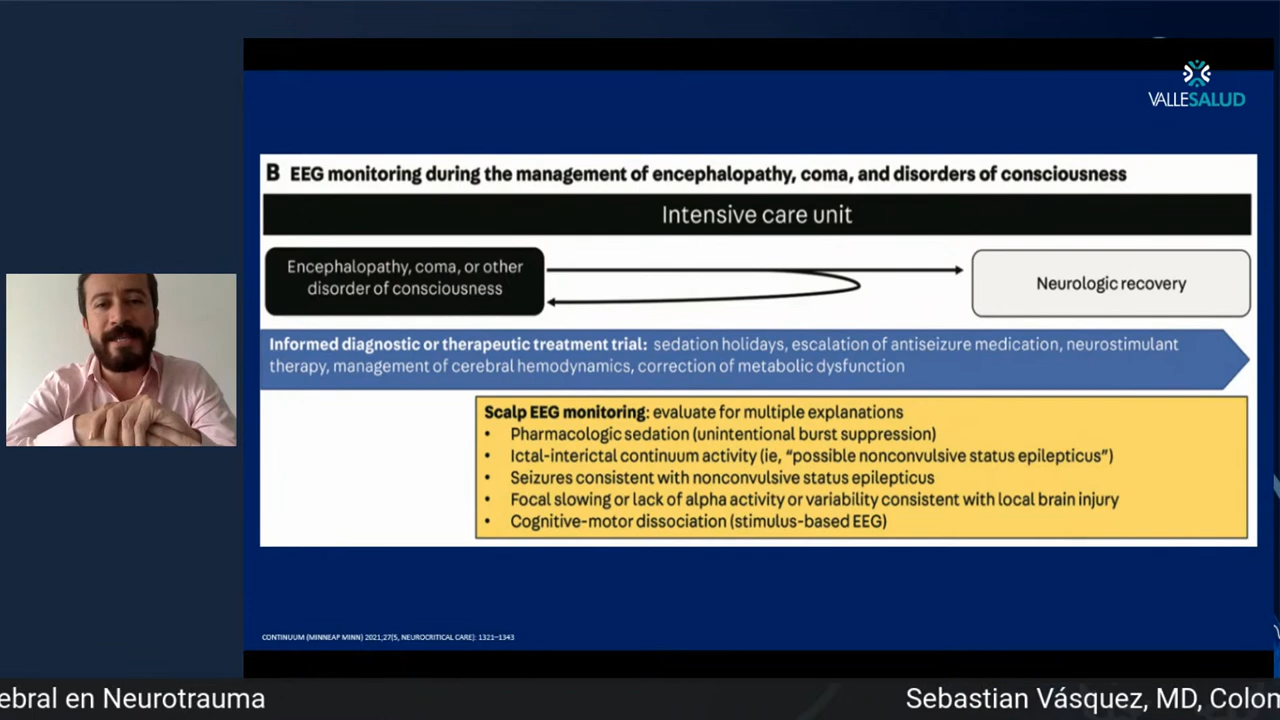 VALLESALUD
B EEG monitoring during the management of encephalopathy, coma, and disorders of consciousness
Intensive care unit
Encephalopathy, coma, or other
disorder of consciousness
Neurologic recovery
Informed diagnostic or therapeutic treatment trial: sedation holidays, escalation of antiseizure medication, neurostimulant
therapy, management of cerebral hemodynamics, correction of metabolic dysfunction
Scalp EEG monitoring: evaluate for multiple explanations
• Pharmacologic sedation (unintentional burst suppression)
• Ictal-interictal continuum activity (ie, “possible nonconvulsive status epilepticus”)
• Seizures consistent with nonconvulsive status epilepticus
• Focal slowing or lack of alpha activity or variability consistent with local brain injury
• Cognitive-motor dissociation (stimulus-based EEG)
CONTINUUM (MINNEAP MINN) 2021;27(5, NEUROCRITICAL CARE): 1321–1343
ebral en Neurotrauma
Sebastian Vásquez, MD, Colom